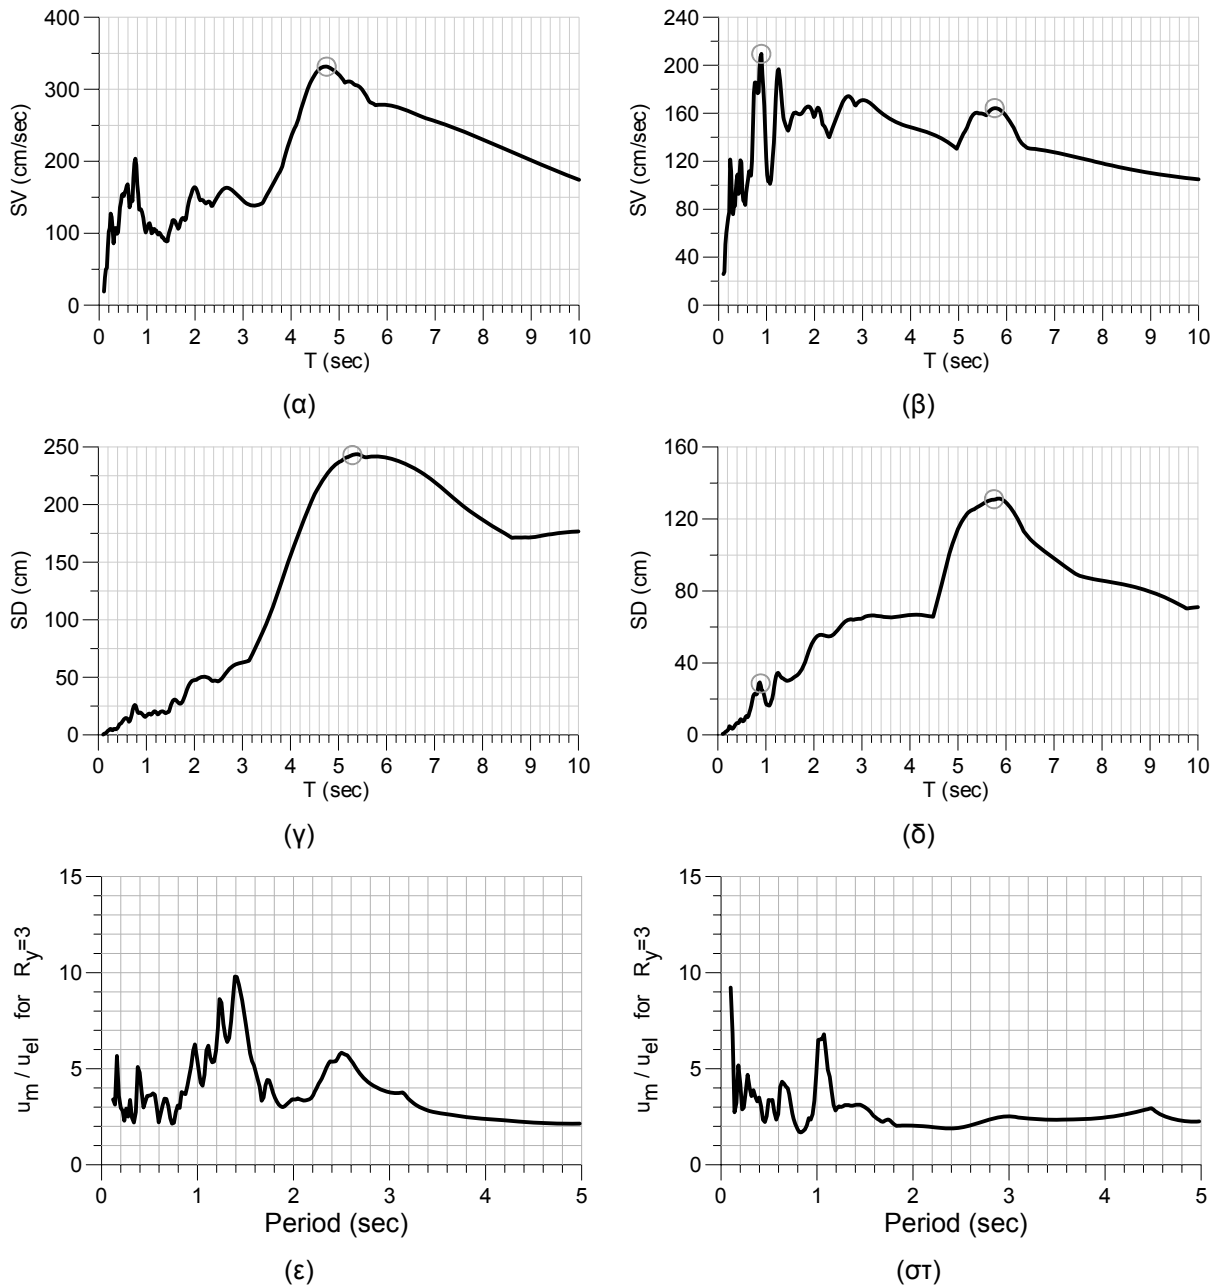 400
300
200
100
0
SV (cm/sec)
0 1 2 3 4 5 6 7 8 9 10
T (sec)
(α)
240
200
160
120
80
40
0
SV (cm/sec)
0 1 2 3 4 5 6 7 8 9 10
T (sec)
(β)
250
200
150
100
50
0
SD (cm)
0 1 2 3 4 5 6 7 8 9 10
T (sec)
(γ)
160
120
80
40
0
SD (cm)
0 1 2 3 4 5 6 7 8 9 10
T (sec)
(δ)
15
10
5
0
um / uel for Ry=3
0 1 2 3 4 5
Period (sec)
(ε)
15
10
5
0
um / uel for Ry=3
0 1 2 3 4 5
Period (sec)
(στ)